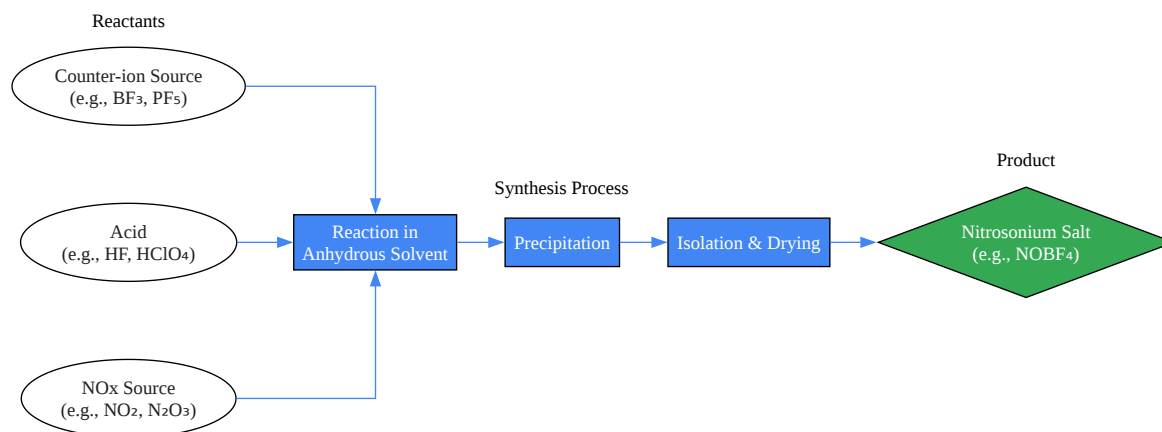 Reactants
Counter-ion Source
(e.g., BF₃, PF₅)
Acid
(e.g., HF, HClO₄)
NOx Source
(e.g., NO₂, N₂O₃)
Synthesis Process
Reaction in
Anhydrous Solvent
Precipitation
Isolation & Drying
Product
Nitrosonium Salt
(e.g., NOBF₄)